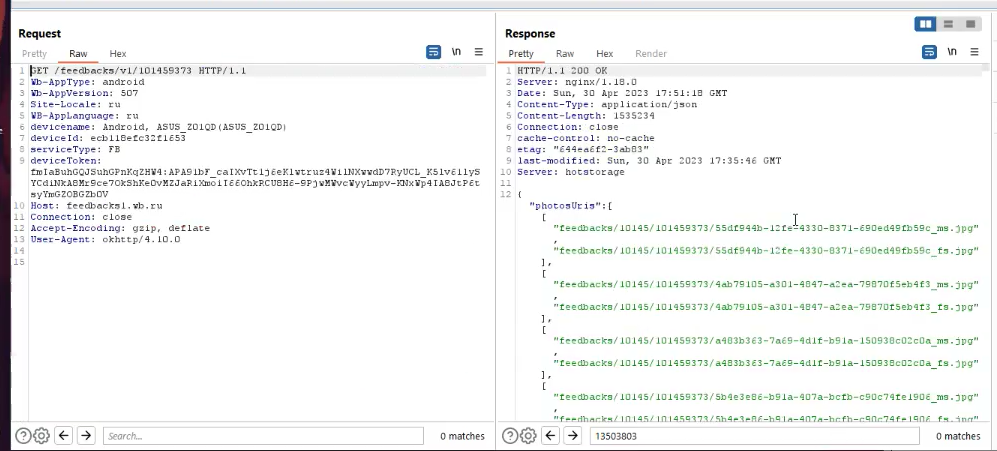 Request
Pretty Raw Hex
\n
1 GET /feedbacks/v1/101459373 HTTP/1.1
2 Wb-AppType: android
3 Wb-AppVersion: 507
4 Site-Locale: ru
5 WB-AppLanguage: ru
6 devicename: Android, ASUS_Z01QD(ASUS_Z01QD)
7 deviceId: ecb118efc32f1653
8 serviceType: FB
9 deviceToken:
10 Host: feedbacks1.wb.ru
11 Connection: close
12 Accept-Encoding: gzip, deflate
13 User-Agent: okhttp/4.10.0
14
15
Search...
0 matches
Response
Pretty Raw Hex Render
\n
1 HTTP/1.1 200 OK
2 Server: nginx/1.18.0
3 Date: Sun, 30 Apr 2023 17:51:18 GMT
4 Content-Type: application/json
5 Content-Length: 1535234
6 Connection: close
7 cache-control: no-cache
8 etag: "644ea6f2-3ab83"
9 last-modified: Sun, 30 Apr 2023 17:35:46 GMT
10 Server: hotstorage
11
12 {
"photosUris":[
[
"feedbacks/10145/101459373/55df944b-12fe-4330-8371-690ed49fb59c_ms.jpg"
,
"feedbacks/10145/101459373/55df944b-12fe-4330-8371-690ed49fb59c_fs.jpg"
],
[
"feedbacks/10145/101459373/4ab79105-a301-4847-a2ea-79870f5eb4f3_ms.jpg"
,
"feedbacks/10145/101459373/4ab79105-a301-4847-a2ea-79870f5eb4f3_fs.jpg"
],
[
"feedbacks/10145/101459373/a483b363-7a69-4d1f-b91a-150938c02c0a_ms.jpg"
,
"feedbacks/10145/101459373/a483b363-7a69-4d1f-b91a-150938c02c0a_fs.jpg"
],
[
"feedbacks/10145/101459373/5b4e3e86-b91a-407a-bcfb-c90c74fe1906_ms.jpg"
,
"feedbacks/10145/101459373/5b4e3e86-b91a-407a-bcfb-c90c74fe1906_fs.jpg"
13503803
0 matches